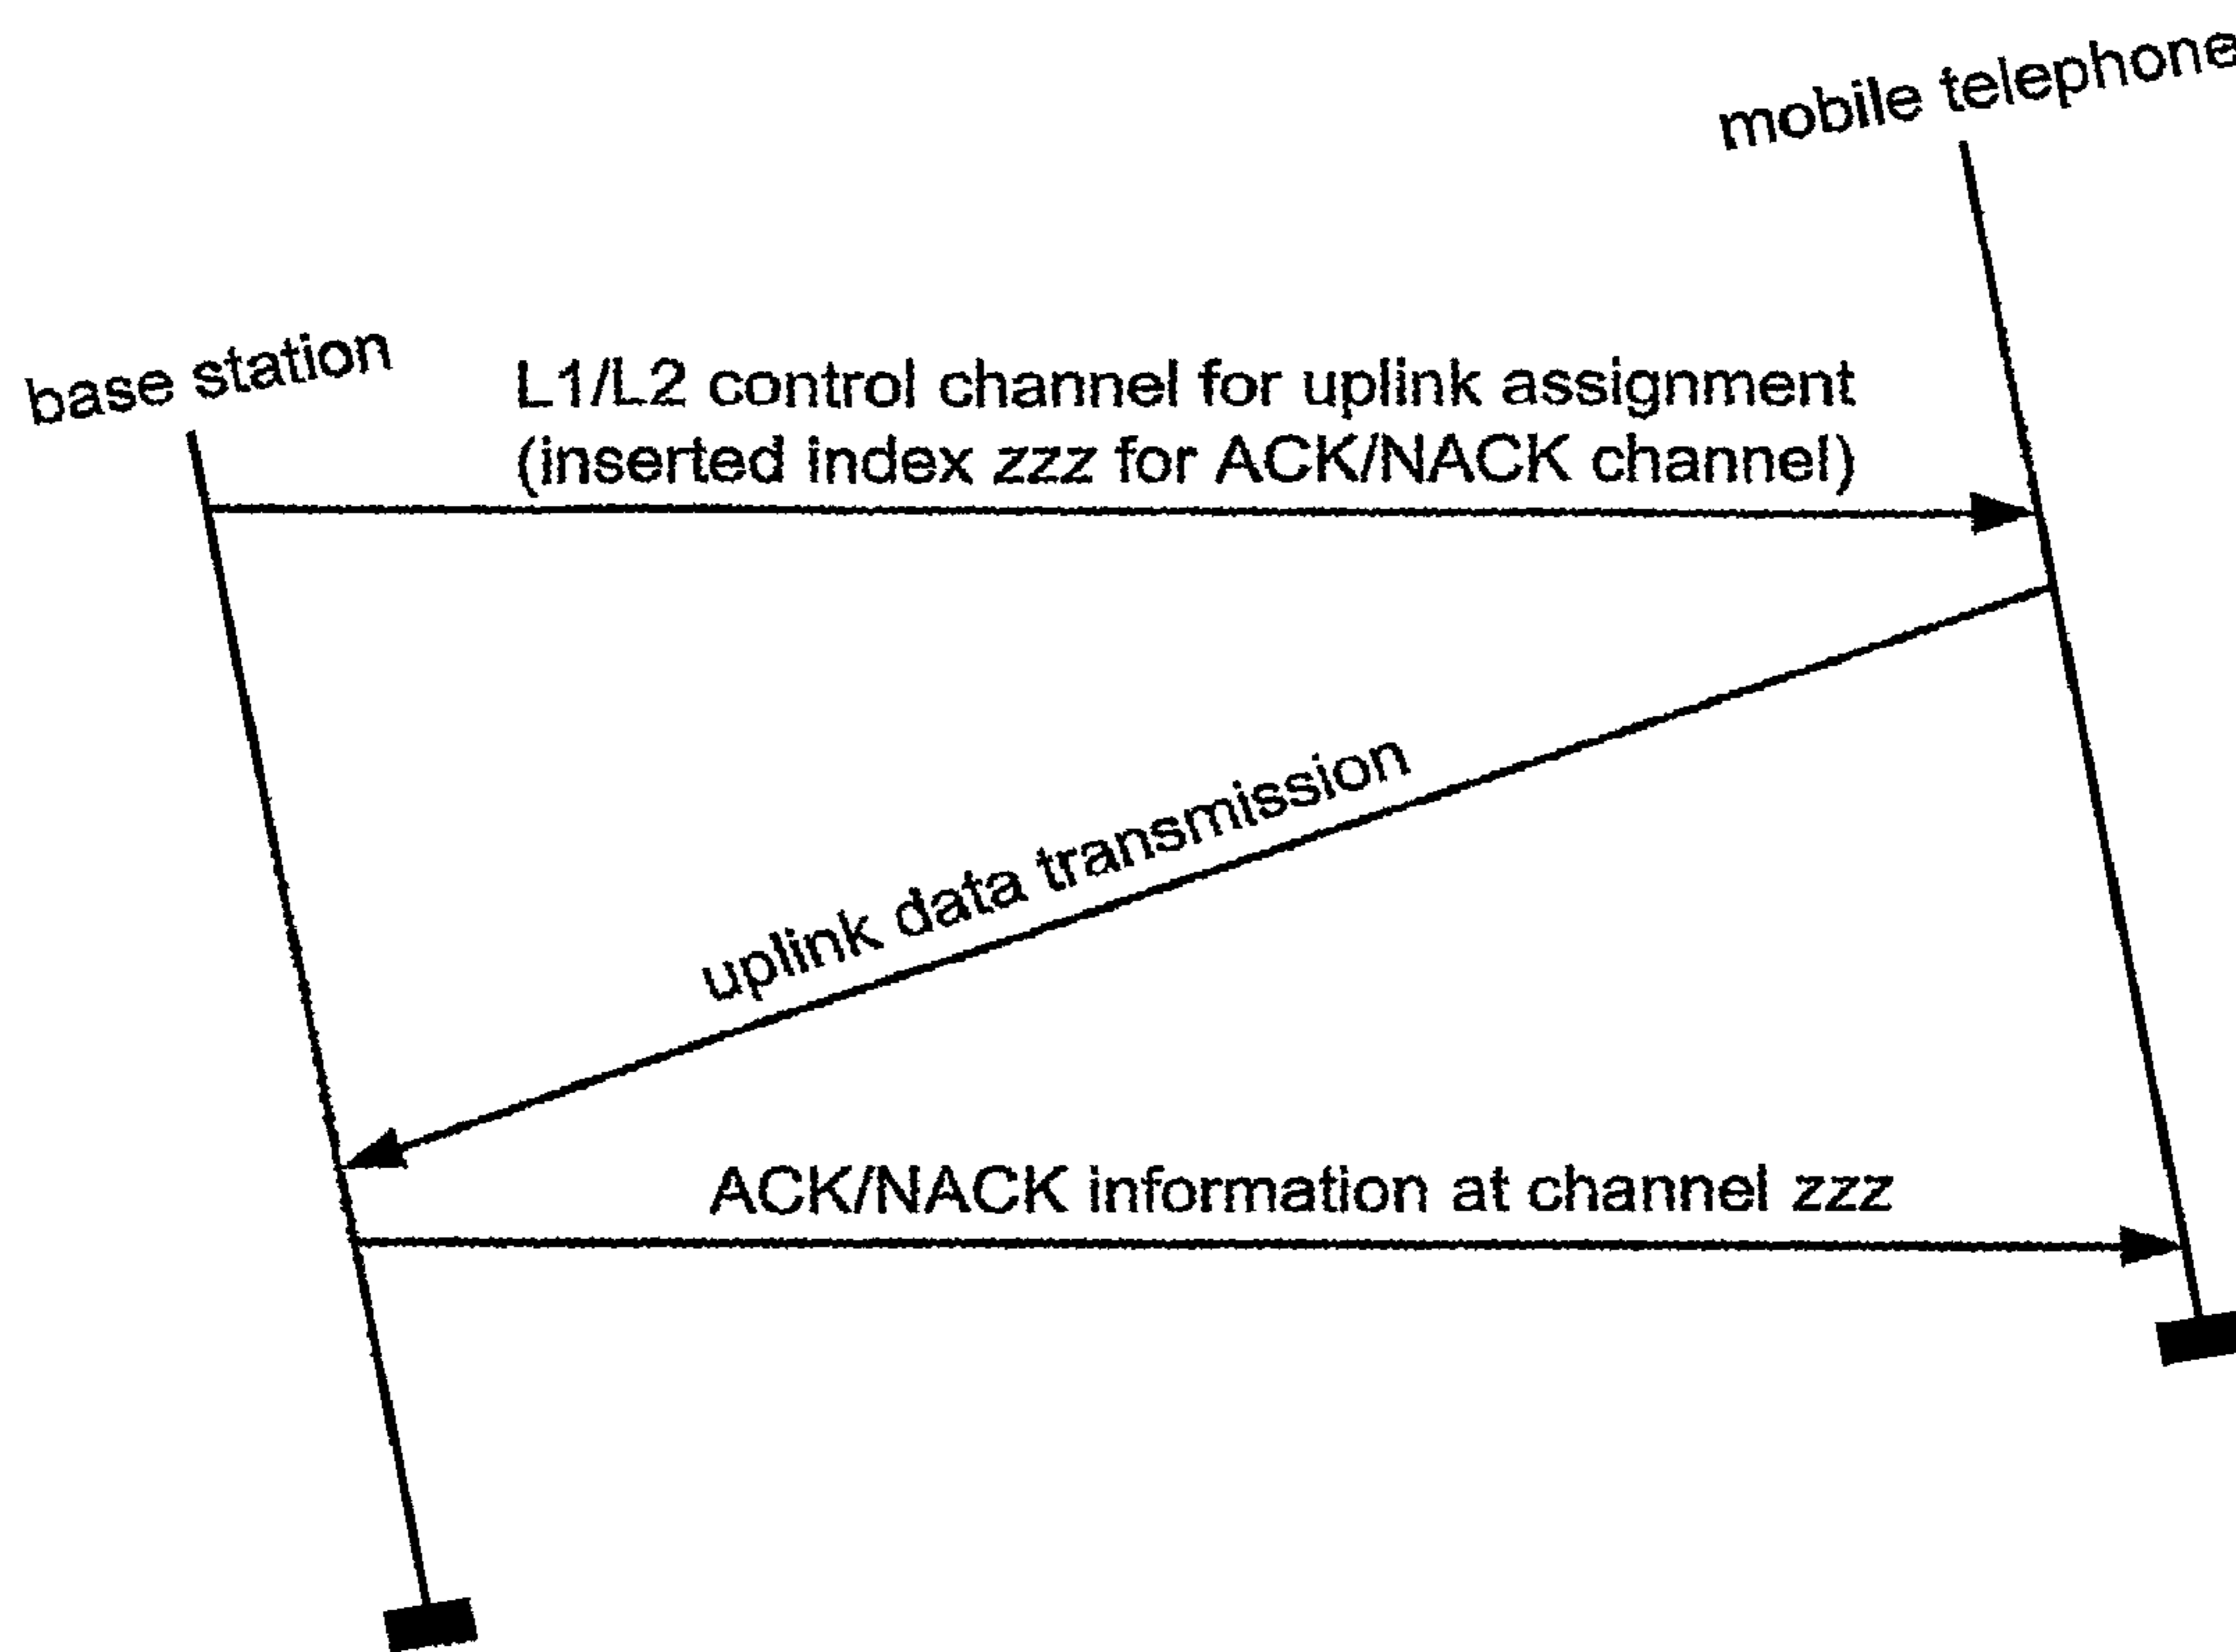 mobile telephone
base station
L1/L2 control channel for uplink assignment
(inserted index zzz for ACK/NACK channel)
uplink data transmission
ACK/NACK information at channel zzz